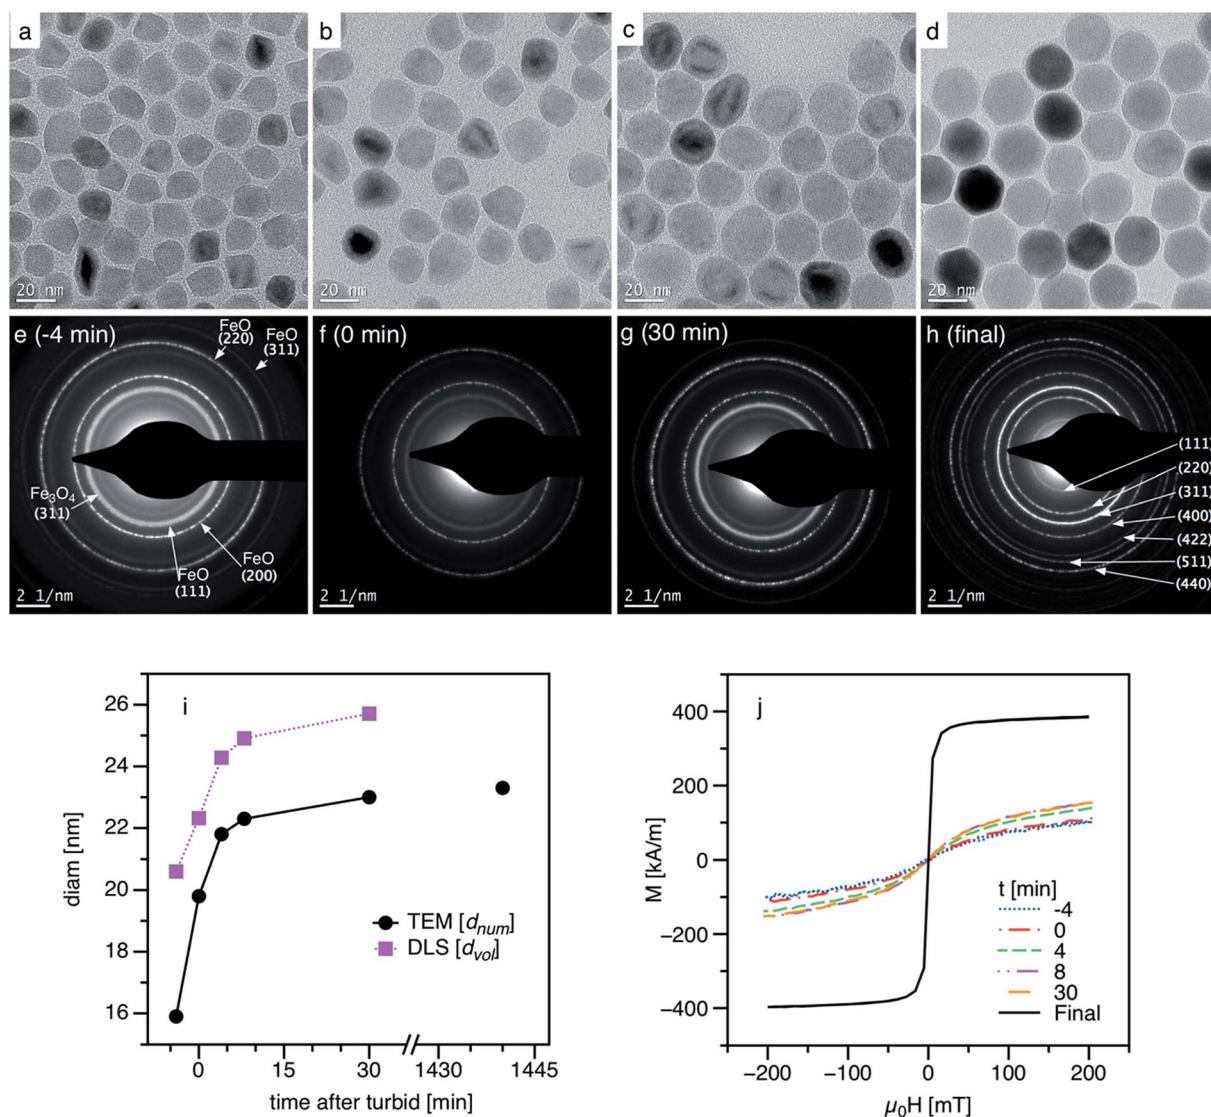 a
b
c
d
20 nm
20 nm
20 nm
20 nm
e (-4 min)
FeO
(220)
FeO
(311)
Fe3O4
(311)
FeO
(111)
FeO
(200)
2 1/nm
f (0 min)
2 1/nm
g (30 min)
2 1/nm
h (final)
(111)
(220)
(311)
(400)
(422)
(511)
(440)
2 1/nm
i
26
24
22
20
18
16
diam [nm]
TEM [dnum]
DLS [dvol]
0 15 30 1430 1445
time after turbid [min]
j
400
200
0
−200
−400
M [kA/m]
t [min]
-4
0
4
8
30
Final
−200 −100 0 100 200
μ0H [mT]